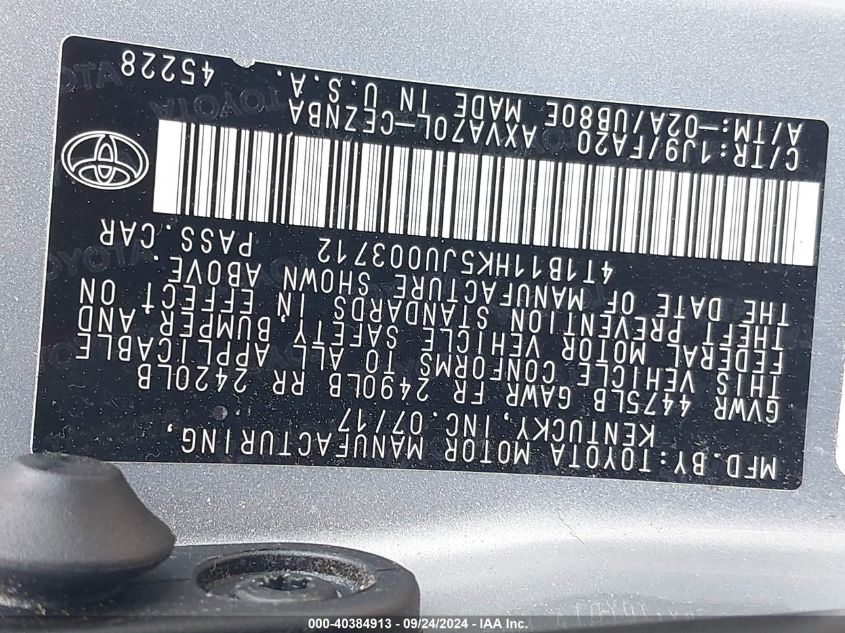 MFD. BY: TOYOTA MOTOR MANUFACTURING,
KENTUCKY, INC. 07/17
GVWR 4475LB GAWR FR 2490LB RR 2420LB
THIS VEHICLE CONFORMS TO ALL APPLICABLE
FEDERAL MOTOR VEHICLE SAFETY BUMPER AND
THEFT PREVENTION STANDARDS IN EFFECT ON
THE DATE OF MANUFACTURE SHOWN ABOVE.
4T1B11HK5JU003712 PASS. CAR
C/TR:1J9/FA20 AXVA70L-CEZNBA
A/TM:-02A/UB80E MADE IN U.S.A. 45228
000-40384913 - 09/24/2024 - IAA Inc.